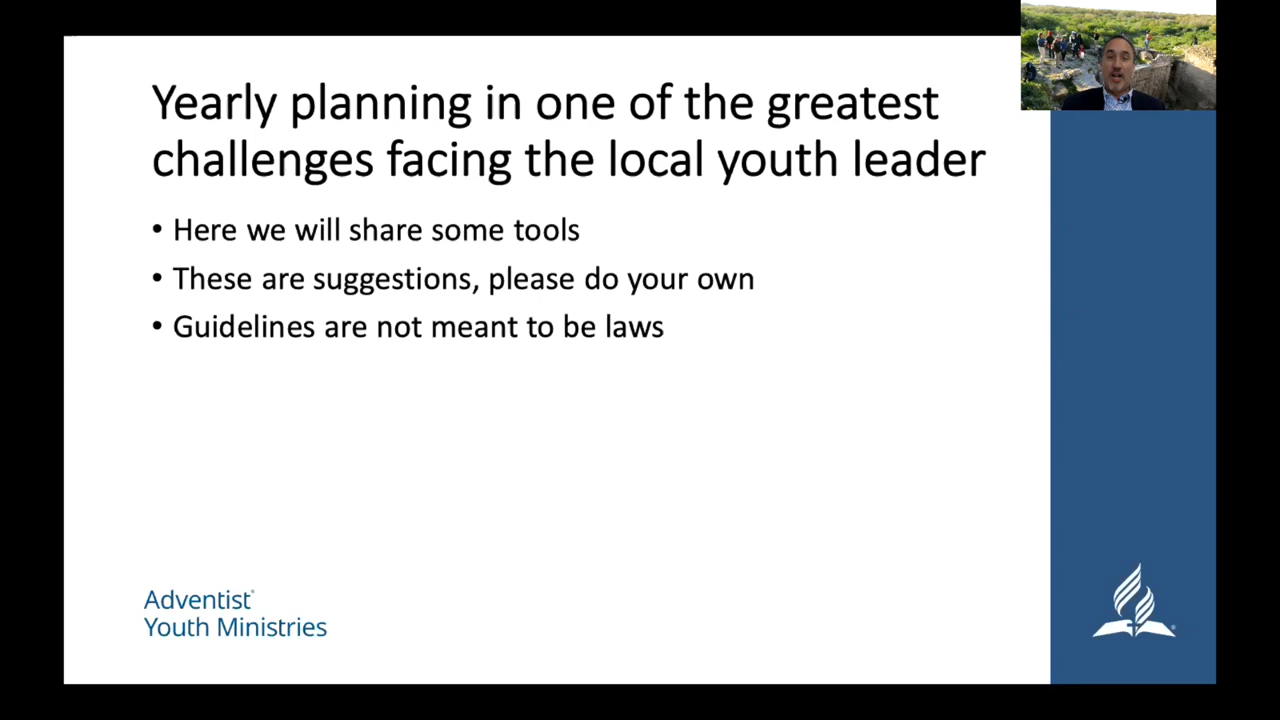 Yearly planning in one of the greatest
challenges facing the local youth leader
• Here we will share some tools
• These are suggestions, please do your own
• Guidelines are not meant to be laws
Adventist®
Youth Ministries